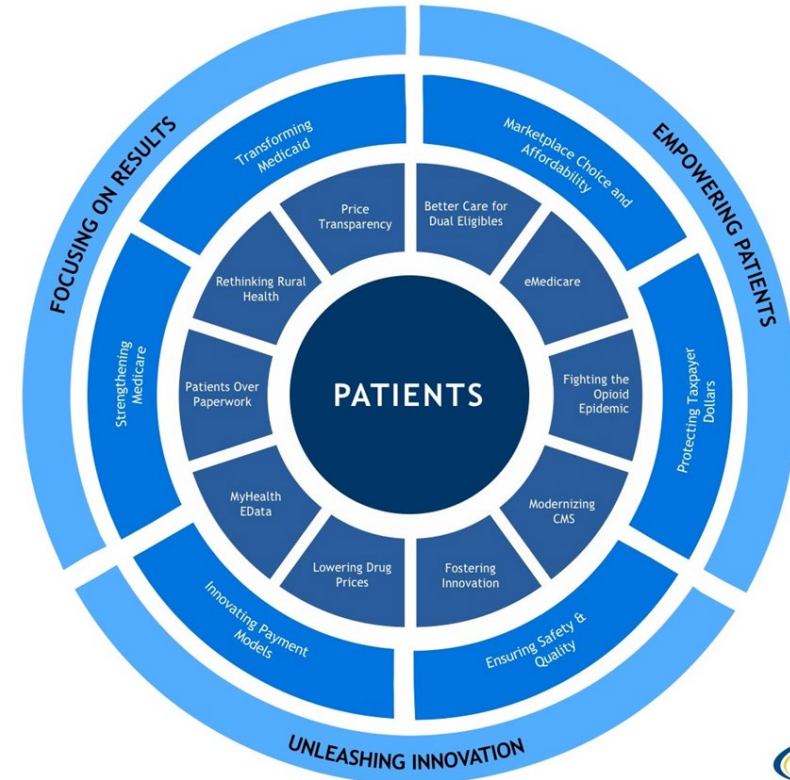 FOCUSING ON RESULTS
EMPOWERING PATIENTS
UNLEASHING INNOVATION
Transforming
Medicaid
Marketplace Choice and
Affordability
Protecting Taxpayer
Dollars
Ensuring Safety &
Quality
Innovating Payment
Models
Strengthening
Medicare
Price
Transparency
Better Care for
Dual Eligibles
eMedicare
Fighting the
Opioid
Epidemic
Modernizing
CMS
Fostering
Innovation
Lowering Drug
Prices
MyHealth
EData
Patients Over
Paperwork
Rethinking Rural
Health
PATIENTS